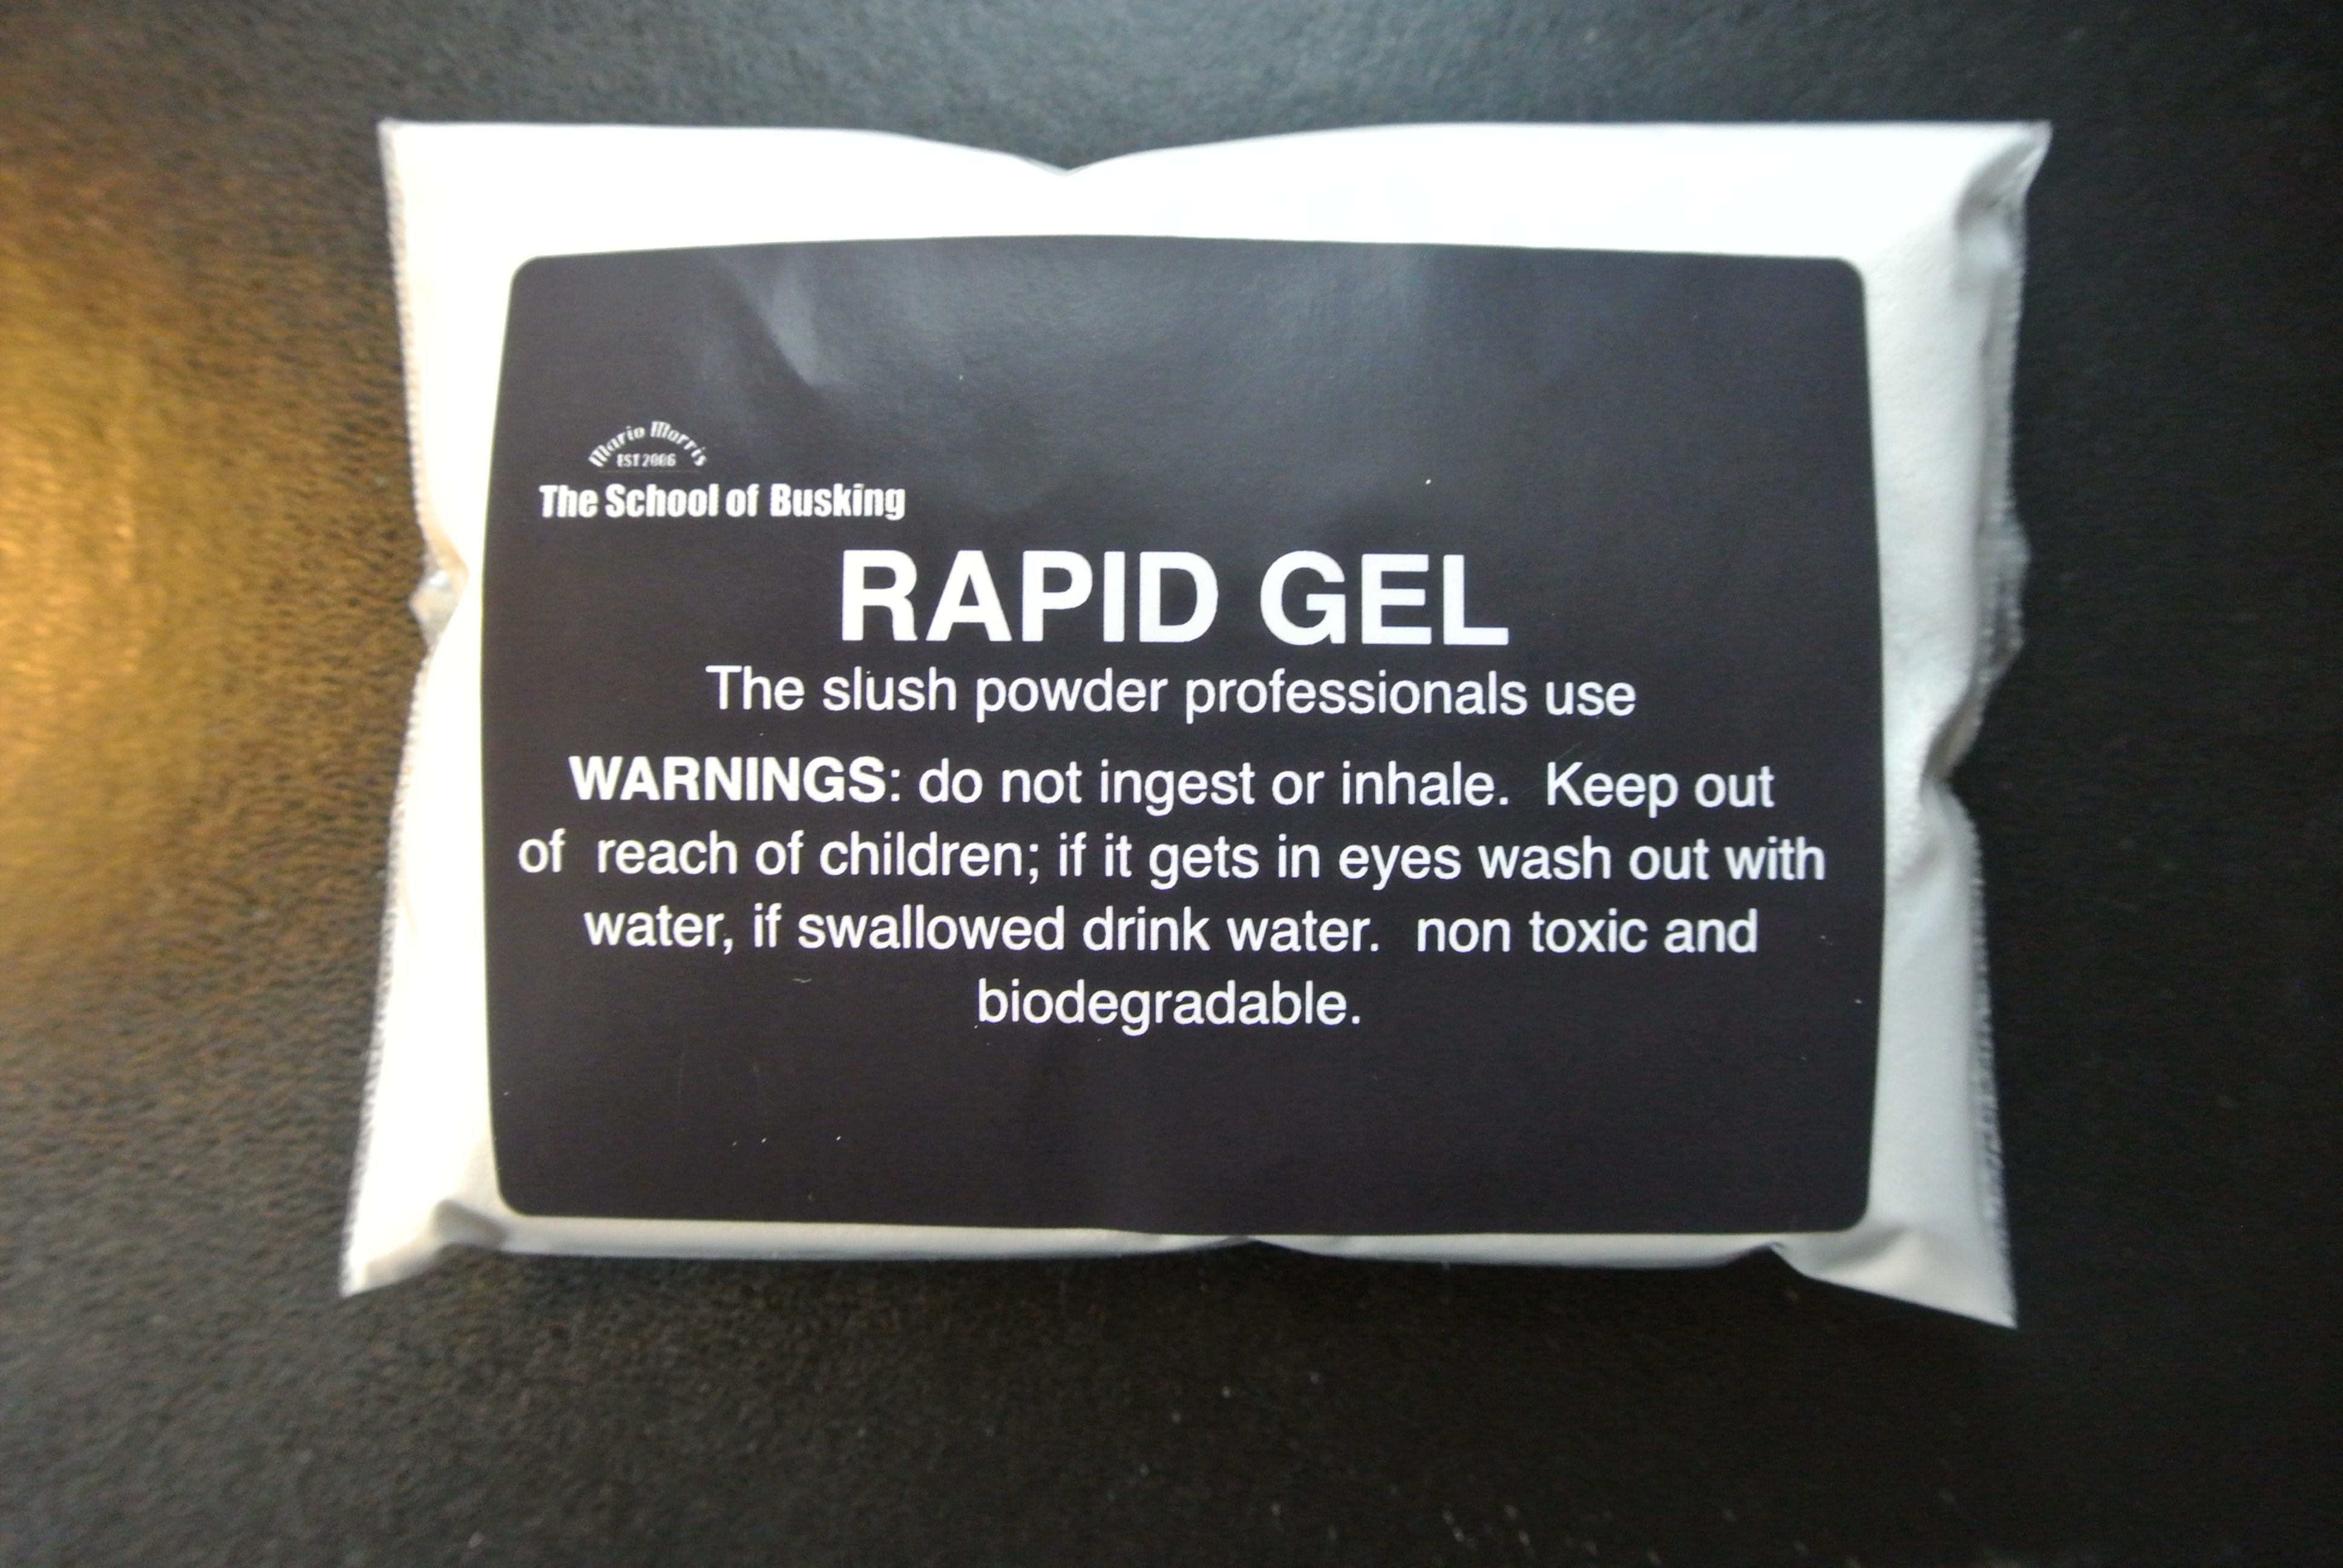 Mario Morris
EST 2006
The School of Busking
RAPID GEL
The slush powder professionals use
WARNINGS: do not ingest or inhale.  Keep out
of  reach of children; if it gets in eyes wash out with
water, if swallowed drink water.  non toxic and
biodegradable.